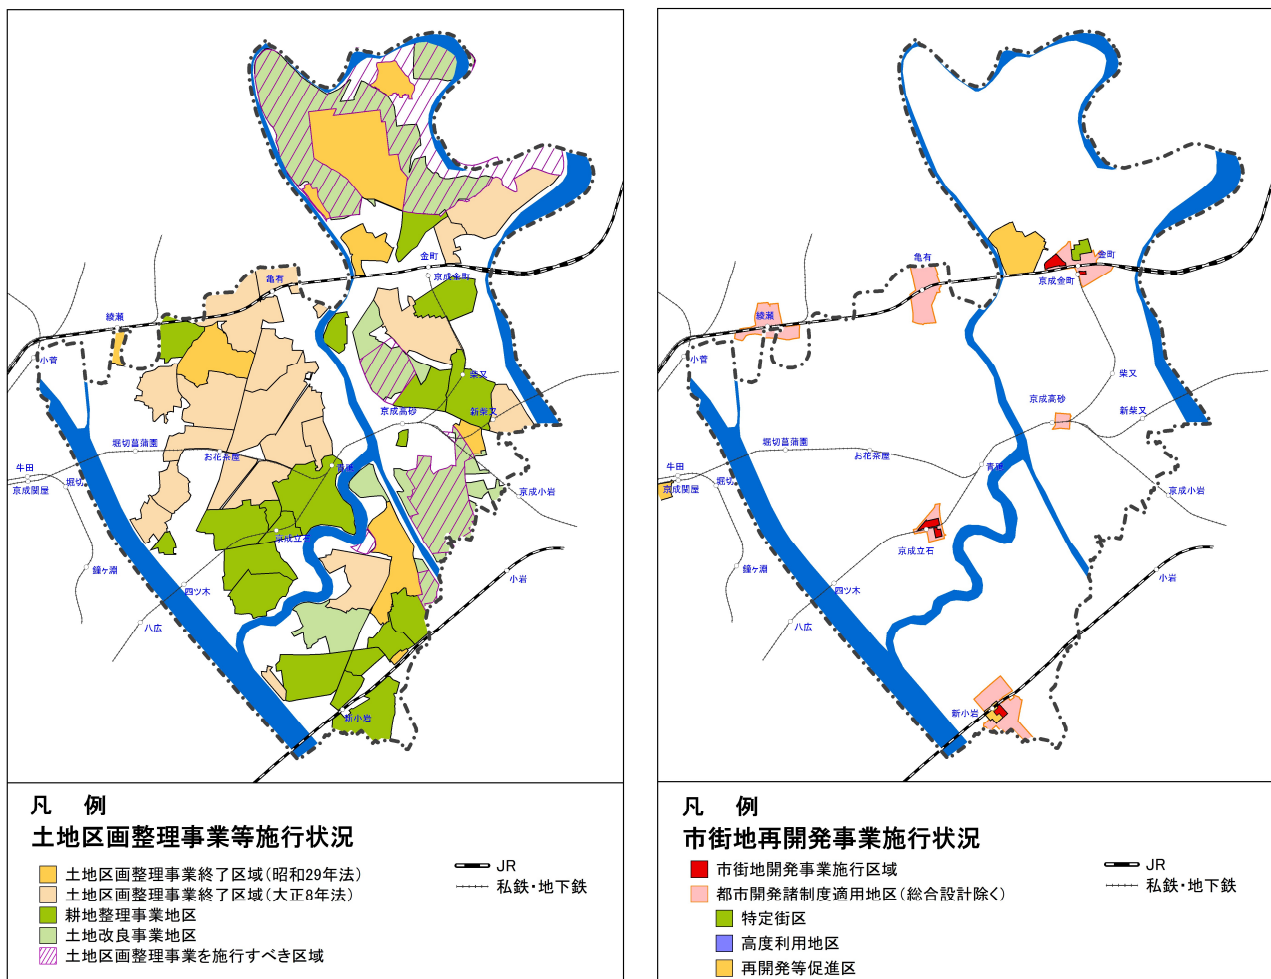 金町
京成金町
亀有
綾瀬
小菅
柴又
京成高砂
新柴又
堀切菖蒲園
お花茶屋
牛田
京成関屋
堀切
青砥
京成小岩
京成立石
鐘ヶ淵
四ツ木
八広
小岩
新小岩
凡 例
土地区画整理事業等施行状況
土地区画整理事業終了区域(昭和29年法)
土地区画整理事業終了区域(大正8年法)
耕地整理事業地区
土地改良事業地区
土地区画整理事業を施行すべき区域
JR
私鉄・地下鉄
亀有
金町
京成金町
綾瀬
小菅
柴又
京成高砂
新柴又
堀切菖蒲園
お花茶屋
牛田
京成関屋
堀切
青砥
京成小岩
京成立石
鐘ヶ淵
四ツ木
八広
小岩
新小岩
凡 例
市街地再開発事業施行状況
市街地開発事業施行区域
都市開発諸制度適用地区(総合設計除く)
特定街区
高度利用地区
再開発等促進区
JR
私鉄・地下鉄